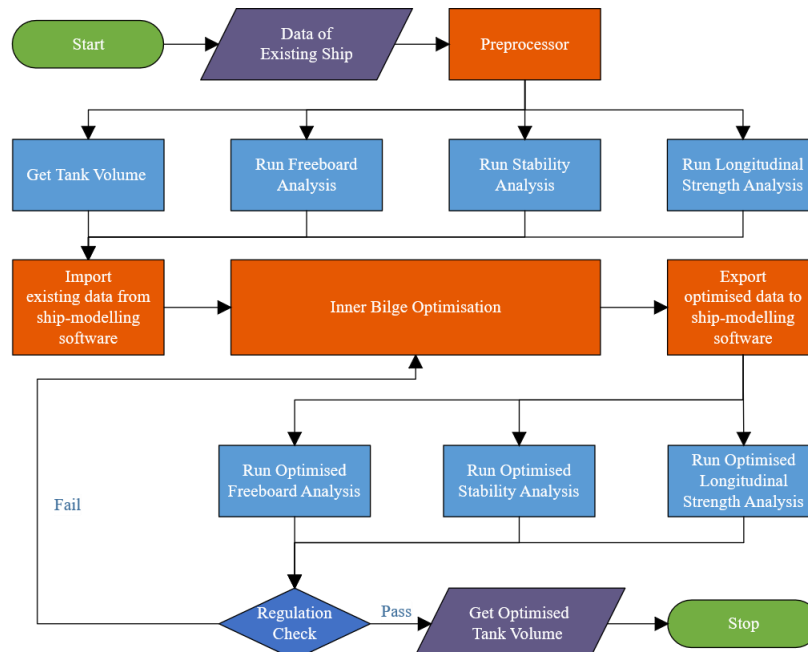 Start
Data of
Existing Ship
Preprocessor
Get Tank Volume
Run Freeboard
Analysis
Run Stability
Analysis
Run Longitudinal
Strength Analysis
Import
existing data from
ship-modelling
software
Inner Bilge Optimisation
Export
optimised data to
ship-modelling
software
Run Optimised
Freeboard Analysis
Run Optimised
Stability Analysis
Run Optimised
Longitudinal
Strength Analysis
Fail
Regulation
Check
Pass
Get Optimised
Tank Volume
Stop